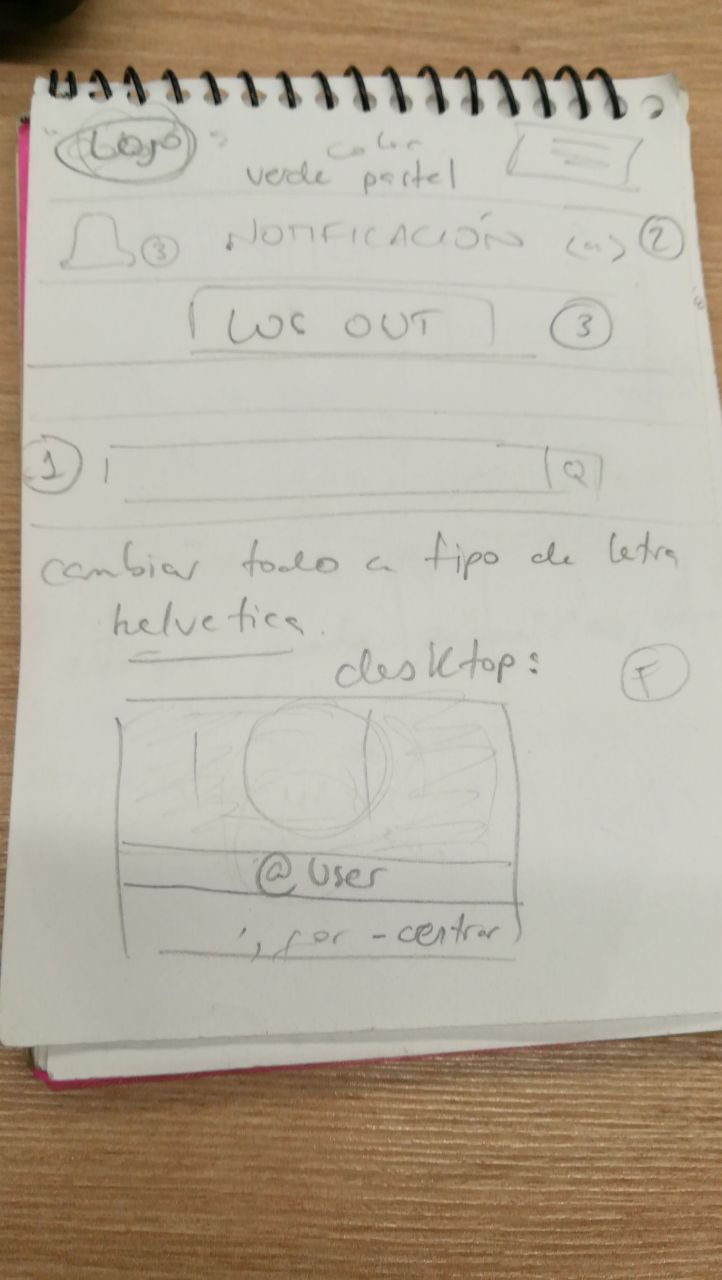 "Logo"
color
verde pastel
3 NOTIFICACIÓN (n) 2
LOG OUT 3
1
cambiar todo a tipo de letra
helvetica.
desktop: F
@User
- centrar